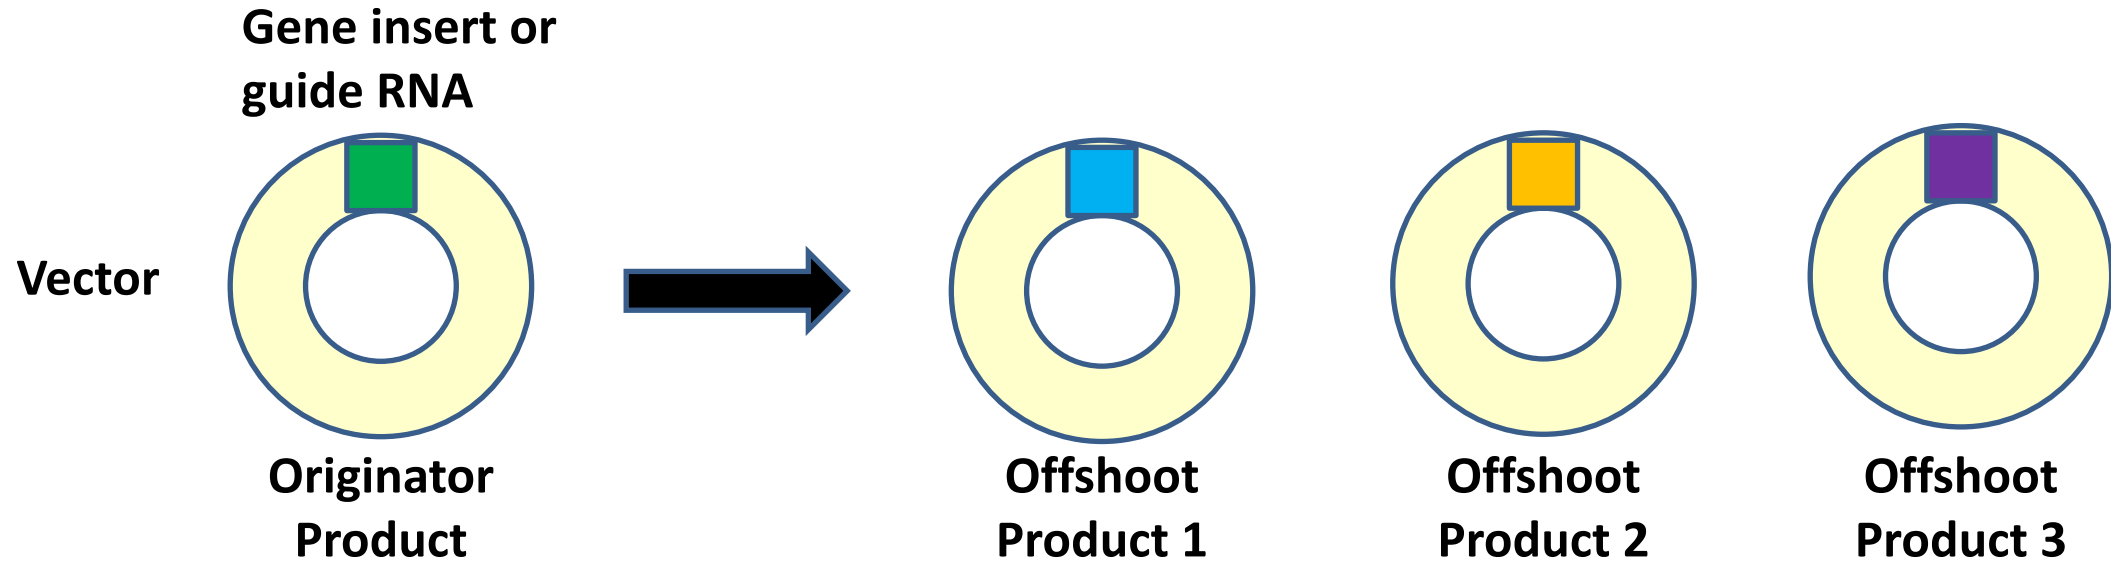 Gene insert or
guide RNA
Vector
Originator
Product
Offshoot
Product 1
Offshoot
Product 2
Offshoot
Product 3